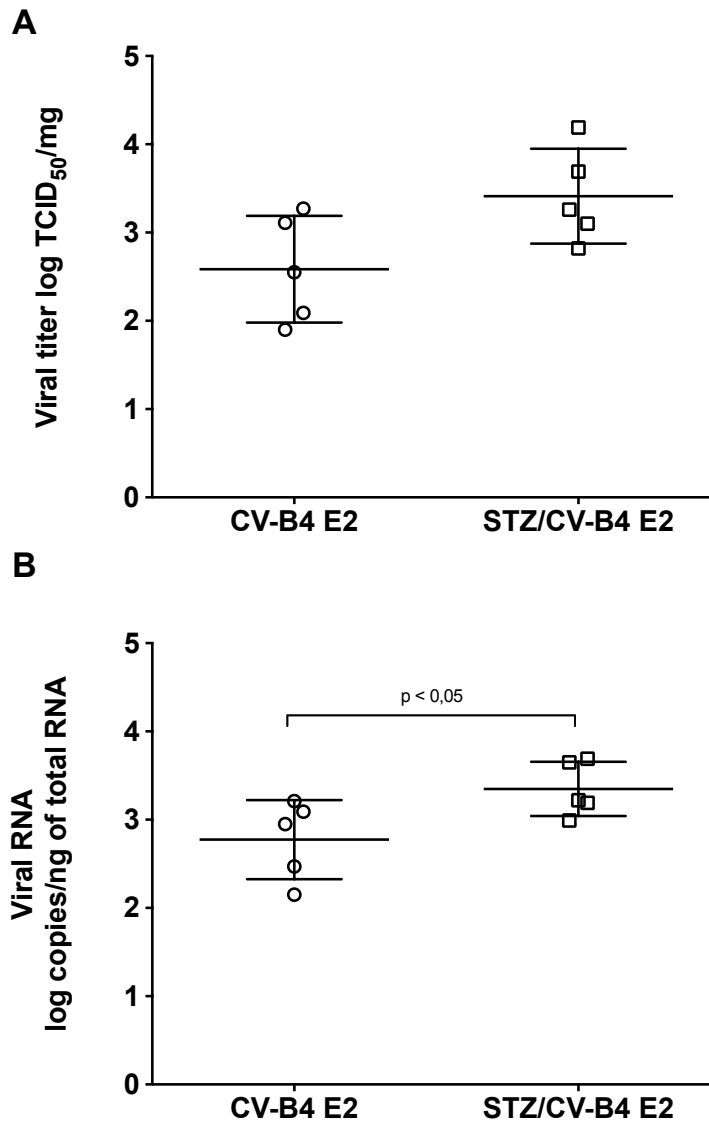 A
Viral titer log TCID50/mg
5
4
3
2
1
0
CV-B4 E2
STZ/CV-B4 E2
B
Viral RNA
log copies/ng of total RNA
5
4
3
2
1
0
p < 0,05
CV-B4 E2
STZ/CV-B4 E2